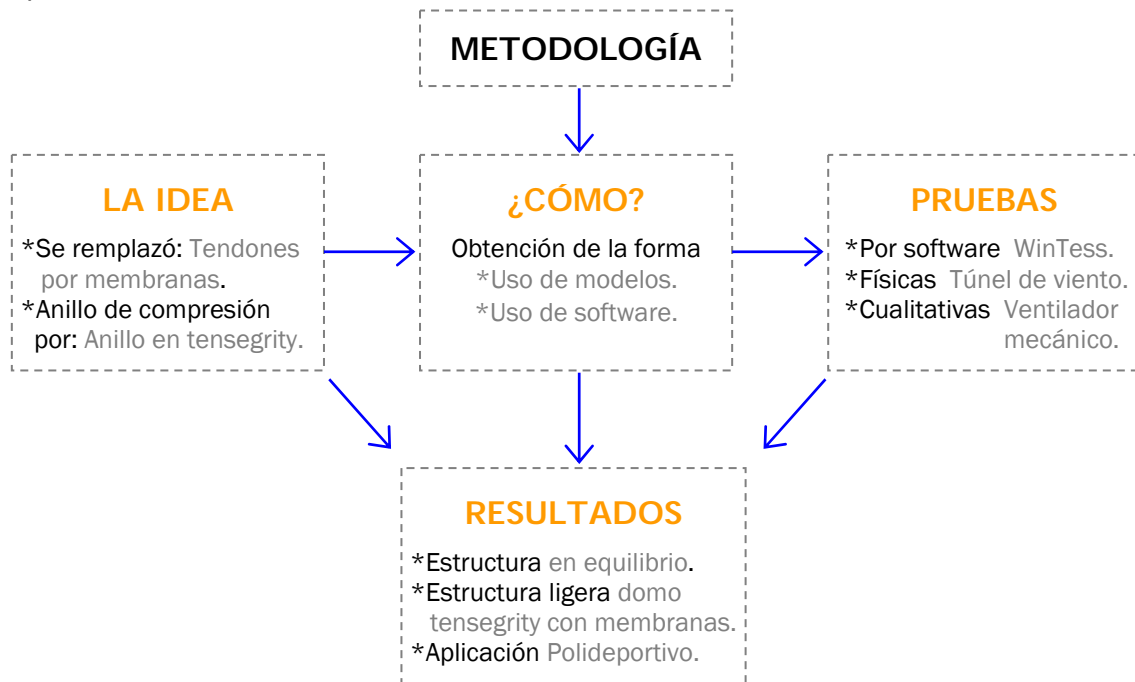 METODOLOGÍA
LA IDEA
*Se remplazó: Tendones
por membranas.
*Anillo de compresión
por: Anillo en tensegrity.
¿CÓMO?
Obtención de la forma
*Uso de modelos.
*Uso de software.
PRUEBAS
*Por software WinTess.
*Físicas Túnel de viento.
*Cualitativas Ventilador
mecánico.
RESULTADOS
*Estructura en equilibrio.
*Estructura ligera domo
tensegrity con membranas.
*Aplicación Polideportivo.